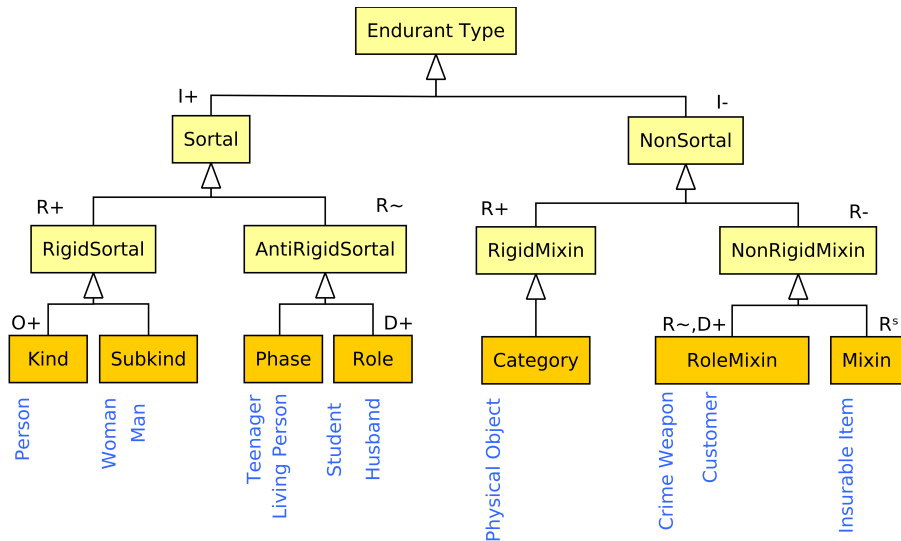 Endurant Type
I+
I-
Sortal
NonSortal
R+
R~
R+
R-
RigidSortal
AntiRigidSortal
RigidMixin
NonRigidMixin
O+
D+
R~,D+
Rˢ
Kind
Subkind
Phase
Role
Category
RoleMixin
Mixin
Person
Woman
Man
Teenager
Living Person
Student
Husband
Physical Object
Crime Weapon
Customer
Insurable Item